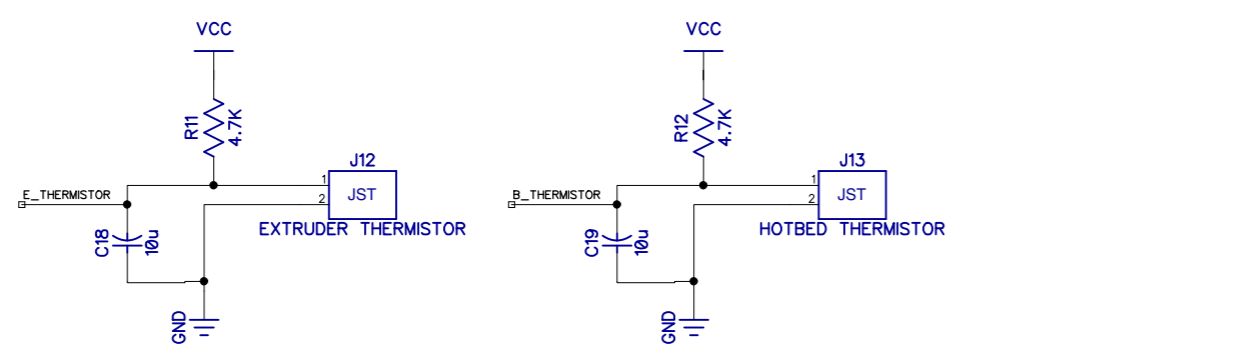 VCC
R11
4.7K
J12
1
2
JST
E_THERMISTOR
EXTRUDER THERMISTOR
C18
10u
GND
VCC
R12
4.7K
J13
1
2
JST
B_THERMISTOR
HOTBED THERMISTOR
C19
10u
GND